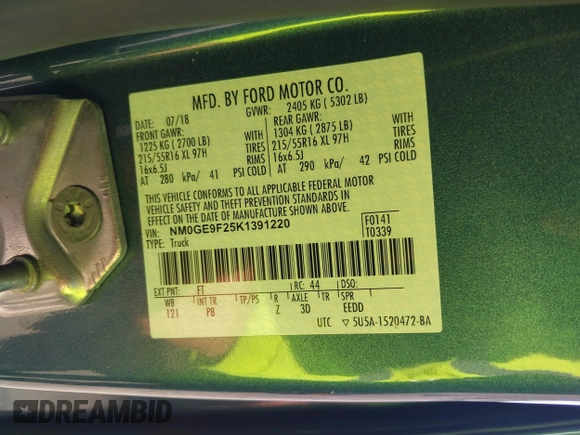 MFD. BY FORD MOTOR CO.
DATE: 07/18 GVWR: 2405 KG ( 5302 LB)
FRONT GAWR: REAR GAWR:
1225 KG ( 2700 LB) 1304 KG ( 2875 LB)
215/55R16 XL 97H TIRES 215/55R16 XL 97H TIRES
16x6.5J RIMS 16x6.5J RIMS
AT 280 kPa/ 41 PSI COLD AT 290 kPa/ 42 PSI COLD
THIS VEHICLE CONFORMS TO ALL APPLICABLE FEDERAL MOTOR
VEHICLE SAFETY AND THEFT PREVENTION STANDARDS IN
EFFECT ON THE DATE OF MANUFACTURE SHOWN ABOVE.
VIN: NM0GE9F25K1391220 F0141
TYPE: Truck T0339
EXT PNT: FT RC: 44 DSO:
WB INT TR TP/PS R AXLE TR SPR
121 PB Z 3D EEDD
UTC ▽ 5U5A-1520472-BA
DREAMBID